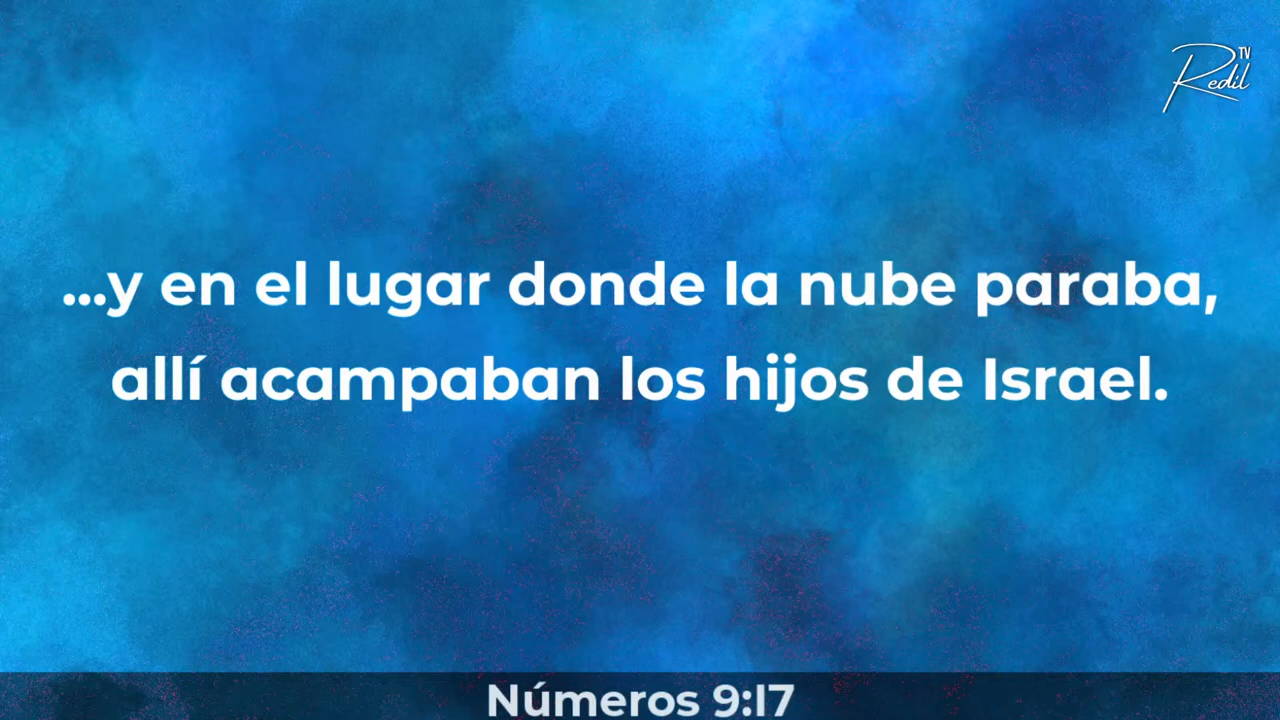 Redil TV
...y en el lugar donde la nube paraba,
allí acampaban los hijos de Israel.
Números 9:17